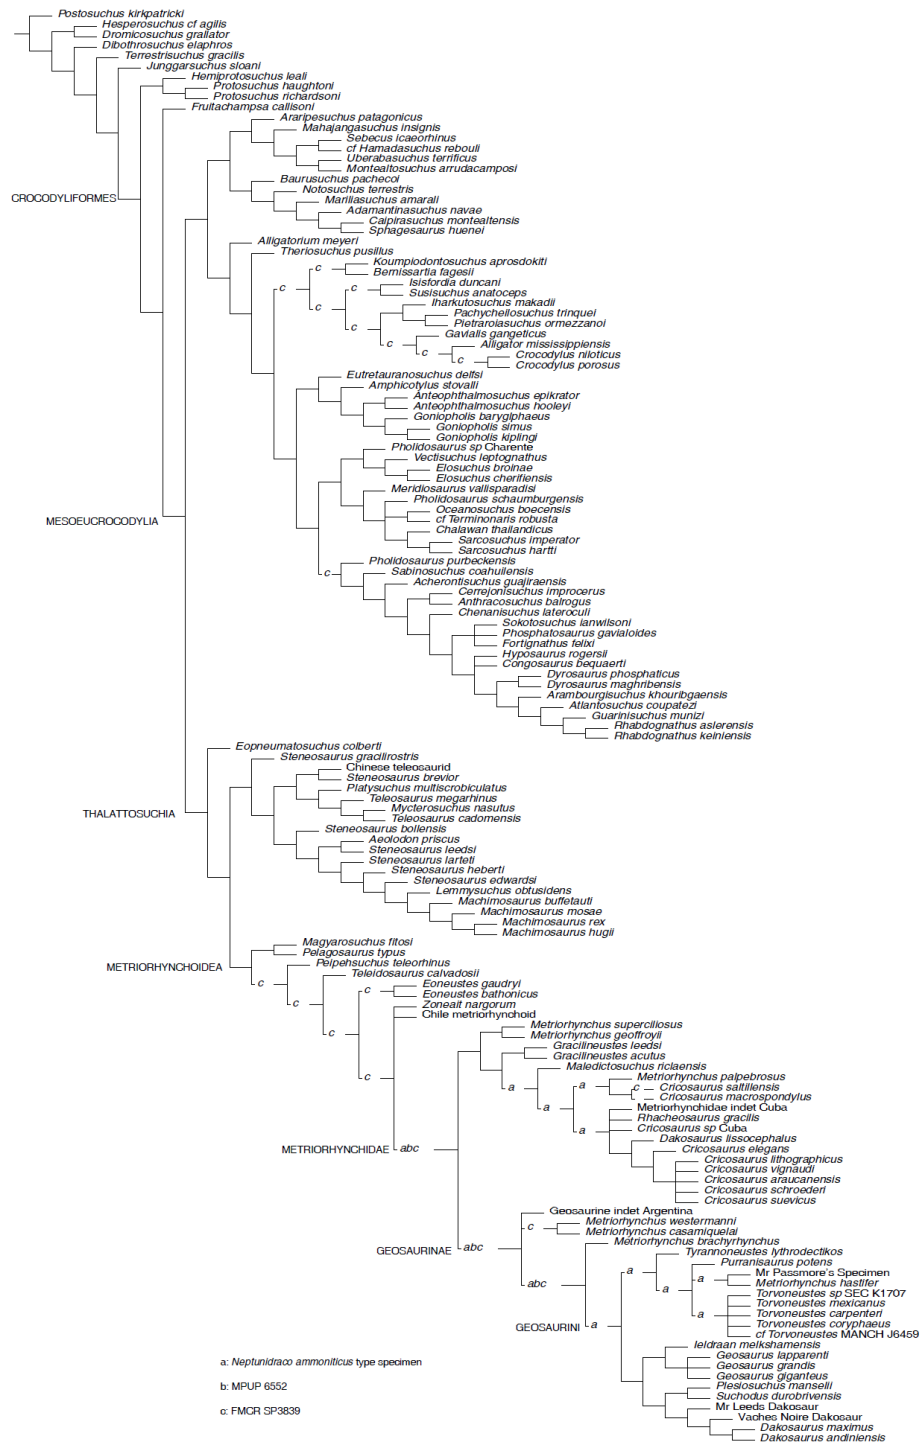 Postosuchus kirkpatricki
Hesperosuchus cf agilis
Dromicosuchus grallator
Dibothrosuchus elaphros
Terrestrisuchus gracilis
Junggarsuchus sloani
Hemiprotosuchus leali
Protosuchus haughtoni
Protosuchus richardsoni
Fruitachampsa callisoni
Araripesuchus patagonicus
Mahajangasuchus insignis
Sebecus icaeorhinus
cf Hamadasuchus rebouli
Uberabasuchus terrificus
Montealtosuchus arrudacamposi
Baurusuchus pachecoi
CROCODYLIFORMES
Notosuchus terrestris
Mariliasuchus amarali
Adamantinasuchus navae
Caipirasuchus montealtensis
Sphagesaurus huenei
Alligatorium meyeri
Theriosuchus pusillus
c
Koumpiodontosuchus aprosdokiti
Bernissartia fagesii
c
c
Isisfordia duncani
Susisuchus anatoceps
c
Iharkutosuchus makadii
Pachycheilosuchus trinquei
Pietraroiasuchus ormezzanoi
c
Gavialis gangeticus
c
Alligator mississippiensis
c
Crocodylus niloticus
c
Crocodylus porosus
Eutretauranosuchus delfsi
Amphicotylus stovalli
Anteophthalmosuchus epikrator
Anteophthalmosuchus hooleyi
Goniopholis baryglphaeus
Goniopholis simus
Goniopholis kiplingi
Pholidosaurus sp Charente
Vectisuchus leptognathus
Elosuchus broinae
Elosuchus cherifiensis
Meridiosaurus vallisparadisi
Pholidosaurus schaumburgensis
Oceanosuchus boecensis
MESOEUCROCODYLIA
cf Terminonaris robusta
Chalawan thailandicus
Sarcosuchus imperator
Sarcosuchus hartti
Pholidosaurus purbeckensis
c
Sabinosuchus coahuilensis
Acherontisuchus guajiraensis
Cerrejonisuchus improcerus
Anthracosuchus balrogus
Chenanisuchus lateroculi
Sokotosuchus ianwilsoni
Phosphatosaurus gavialoides
Fortignathus felixi
Hyposaurus rogersii
Congosaurus bequaerti
Dyrosaurus phosphaticus
Dyrosaurus maghribensis
Arambourgisuchus khouribgaensis
Atlantosuchus coupatezi
Guarinisuchus munizi
Rhabdognathus aslerensis
Rhabdognathus keiniensis
Eopneumatosuchus colberti
Steneosaurus gracilirostris
Chinese teleosaurid
Steneosaurus brevior
Platysuchus multiscrobiculatus
Teleosaurus megarhinus
Mycterosuchus nasutus
THALATTOSUCHIA
Teleosaurus cadomensis
Steneosaurus bollensis
Aeolodon priscus
Steneosaurus leedsi
Steneosaurus larteti
Steneosaurus heberti
Steneosaurus edwardsi
Lemmysuchus obtusidens
Machimosaurus buffetauti
Machimosaurus mosae
Machimosaurus rex
Machimosaurus hugii
Magyarosuchus fitosi
Pelagosaurus typus
METRIORHYNCHOIDEA
Peipehsuchus teleorhinus
c
Teleidosaurus calvadosii
c
Eoneustes gaudryi
c
Eoneustes bathonicus
Zoneait nargorum
Chile metriorhynchoid
c
Metriorhynchus superciliosus
c
Metriorhynchus geoffroyii
Gracilineustes leedsi
Gracilineustes acutus
Maledictosuchus riclaensis
a
Metriorhynchus palpebrosus
a
c
Cricosaurus saltillensis
Cricosaurus macrospondylus
a
Metriorhynchidae indet Cuba
Rhacheosaurus gracilis
a
Cricosaurus sp Cuba
Dakosaurus lissocephalus
METRIORHYNCHIDAE
abc
Cricosaurus elegans
Cricosaurus lithographicus
Cricosaurus vignaudi
Cricosaurus araucanensis
Cricosaurus schroederi
Cricosaurus suevicus
Geosaurine indet Argentina
c
Metriorhynchus westermanni
Metriorhynchus casamiquelai
Metriorhynchus brachyrhynchus
GEOSAURINAE
abc
Tyrannoneustes lythrodectikos
Purranisaurus potens
a
Mr Passmore's Specimen
a
Metriorhynchus hastifer
abc
a
Torvoneustes sp SEC K1707
Torvoneustes mexicanus
a
Torvoneustes carpenteri
Torvoneustes coryphaeus
GEOSAURINI
a
cf Torvoneustes MANCH J6459
Ieldraan melkshamensis
Geosaurus lapparenti
a: Neptunidraco ammoniticus type specimen
Geosaurus grandis
Geosaurus giganteus
b: MPUP 6552
Plesiosuchus manselii
Suchodus durobrivensis
c: FMCR SP3839
Mr Leeds Dakosaur
Vaches Noire Dakosaur
Dakosaurus maximus
Dakosaurus andiniensis